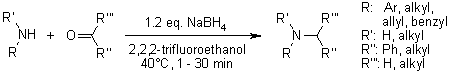 R'
NH
R
+
O
R'''
R''
1.2 eq. NaBH4
2,2,2-trifluoroethanol
40°C, 1 - 30 min
R'
N
R
R'''
R''
R: Ar, alkyl,
allyl, benzyl
R': H, alkyl
R'': Ph, alkyl
R''': H, alkyl